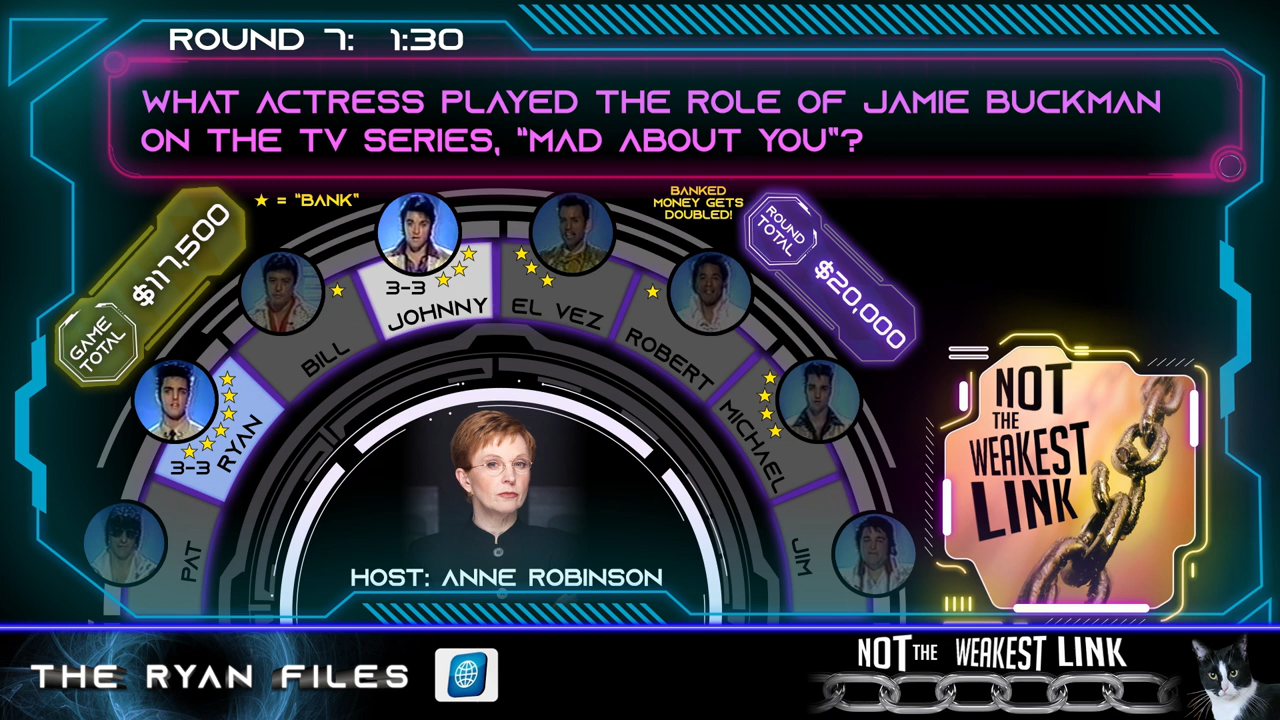 ROUND 7: 1:30
WHAT ACTRESS PLAYED THE ROLE OF JAMIE BUCKMAN
ON THE TV SERIES, "MAD ABOUT YOU"?
GAME
TOTAL
$117,500
★ = "BANK"
BANKED
MONEY GETS
DOUBLED!
ROUND
TOTAL
$20,000
PAT
3-3
RYAN
BILL
3-3
JOHNNY
EL VEZ
ROBERT
MICHAEL
JIM
HOST: ANNE ROBINSON
NOT
THE
WEAKEST
LINK
THE RYAN FILES
NOT THE WEAKEST LINK